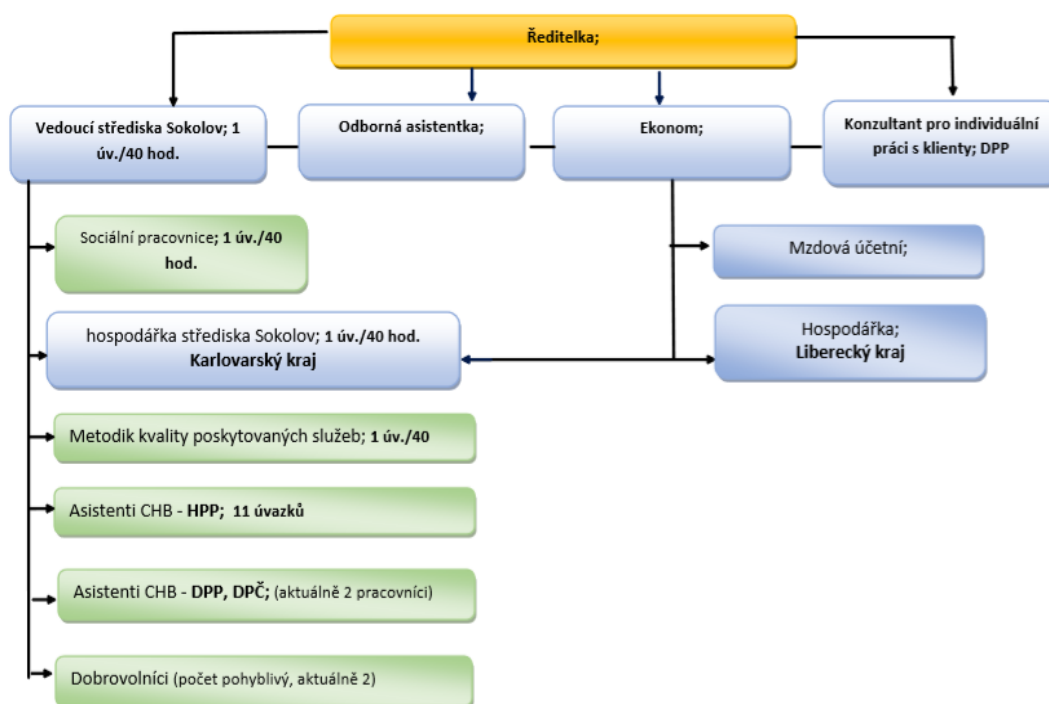 Ředitelka;
Vedoucí střediska Sokolov; 1
úv./40 hod.
Odborná asistentka;
Ekonom;
Konzultant pro individuální
práci s klienty; DPP
Sociální pracovnice; 1 úv./40
hod.
Mzdová účetní;
hospodářka střediska Sokolov; 1 úv./40 hod.
Karlovarský kraj
Hospodářka;
Liberecký kraj
Metodik kvality poskytovaných služeb; 1 úv./40
Asistenti CHB - HPP; 11 úvazků
Asistenti CHB - DPP, DPČ; (aktuálně 2 pracovníci)
Dobrovolníci (počet pohyblivý, aktuálně 2)